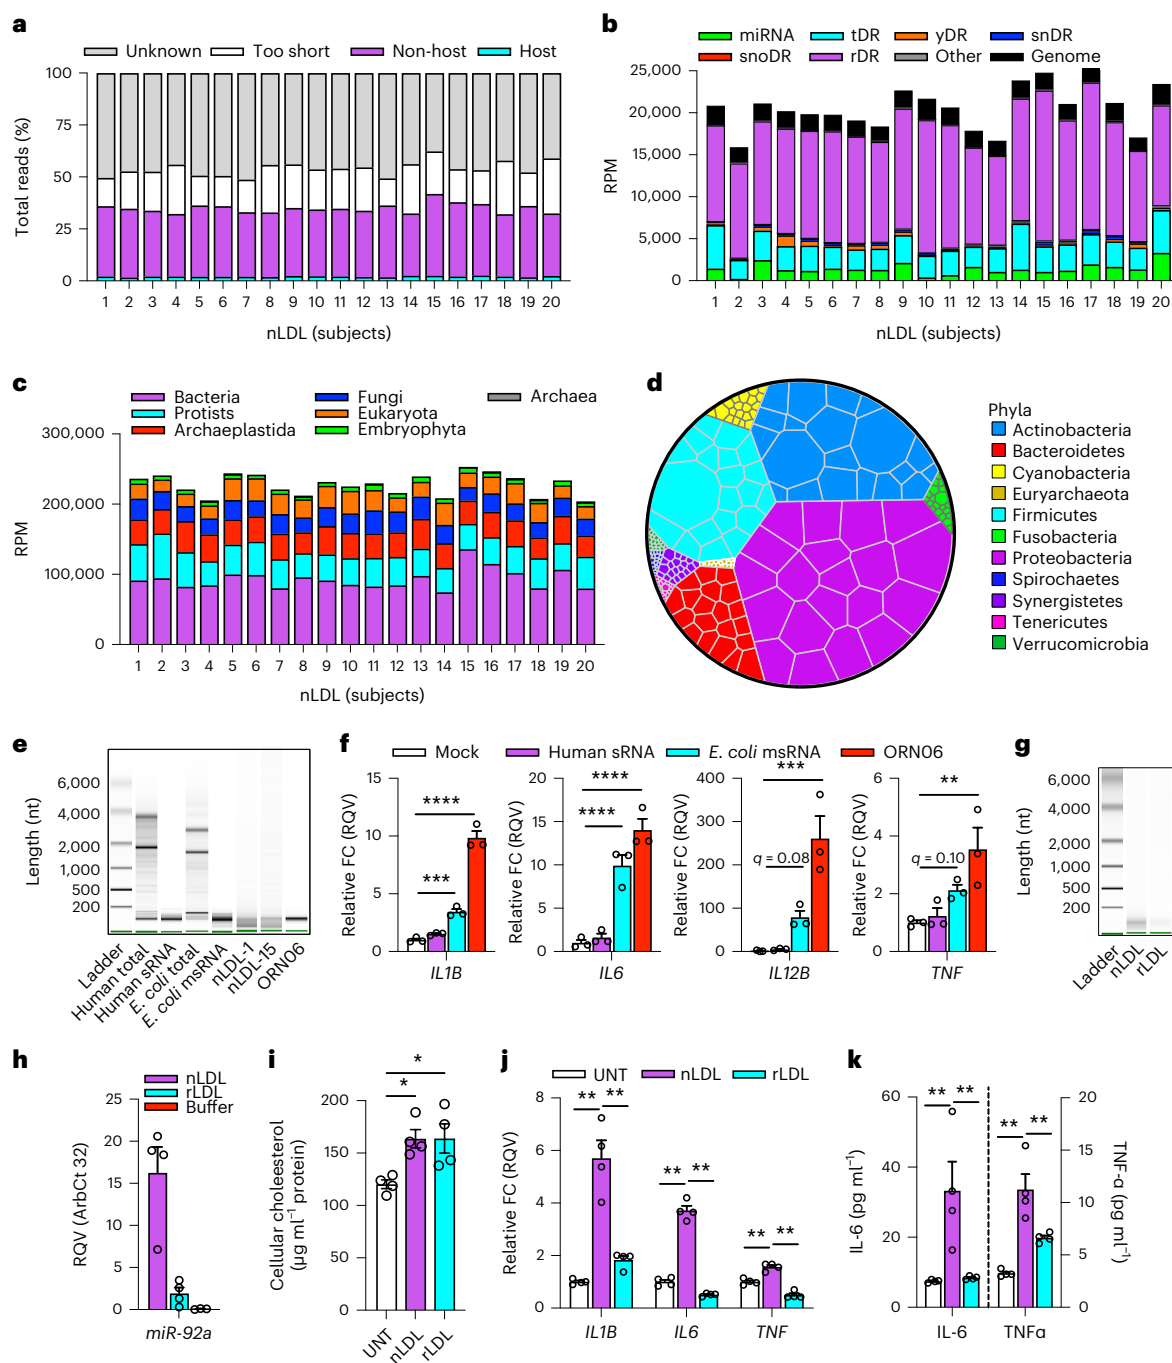 a
Unknown Too short Non-host Host
Total reads (%)
100
75
50
25
0
1 2 3 4 5 6 7 8 9 10 11 12 13 14 15 16 17 18 19 20
nLDL (subjects)
b
miRNA tDR yDR snDR
snoDR rDR Other Genome
RPM
25,000
20,000
15,000
10,000
5,000
0
1 2 3 4 5 6 7 8 9 10 11 12 13 14 15 16 17 18 19 20
nLDL (subjects)
c
Bacteria Fungi Archaea
Protists Eukaryota
Archaeplastida Embryophyta
RPM
300,000
200,000
100,000
0
1 2 3 4 5 6 7 8 9 10 11 12 13 14 15 16 17 18 19 20
nLDL (subjects)
d
Phyla
Actinobacteria
Bacteroidetes
Cyanobacteria
Euryarchaeota
Firmicutes
Fusobacteria
Proteobacteria
Spirochaetes
Synergistetes
Tenericutes
Verrucomicrobia
e
Length (nt)
6,000
4,000
2,000
1,000
500
200
Ladder
Human total
Human sRNA
E. coli total
E. coli msRNA
nLDL-1
nLDL-15
ORN06
f
Mock Human sRNA E. coli msRNA ORN06
Relative FC (RQV)
15
10
5
0
****
***
IL1B
Relative FC (RQV)
20
15
10
5
0
****
****
IL6
Relative FC (RQV)
400
300
200
100
0
***
q = 0.08
IL12B
Relative FC (RQV)
6
4
2
0
**
q = 0.10
TNF
g
Length (nt)
6,000
4,000
2,000
1,000
500
200
Ladder
nLDL
rLDL
h
nLDL
rLDL
Buffer
RQV (ArbCt 32)
25
20
15
10
5
0
miR-92a
i
Cellular choleesterol
(µg ml−1 protein)
200
150
100
50
0
*
*
UNT
nLDL
rLDL
j
UNT nLDL rLDL
Relative FC (RQV)
8
6
4
2
0
** **
** **
** **
IL1B IL6 TNF
k
IL-6 (pg ml−1)
60
40
20
0
** **
** **
20
15
10
5
0
TNF-α (pg ml−1)
IL-6 TNFα